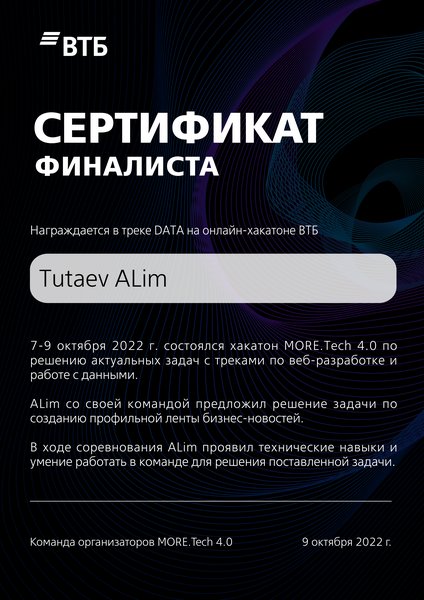 ВТБ
СЕРТИФИКАТ
ФИНАЛИСТА
Награждается в треке DATA на онлайн-хакатоне ВТБ
Tutaev ALim
7-9 октября 2022 г. состоялся хакатон MORE.Tech 4.0 по
решению актуальных задач с треками по веб-разработке и
работе с данными.
ALim со своей командой предложил решение задачи по
созданию профильной ленты бизнес-новостей.
В ходе соревнования ALim проявил технические навыки и
умение работать в команде для решения поставленной задачи.
Команда организаторов MORE.Tech 4.0
9 октября 2022 г.